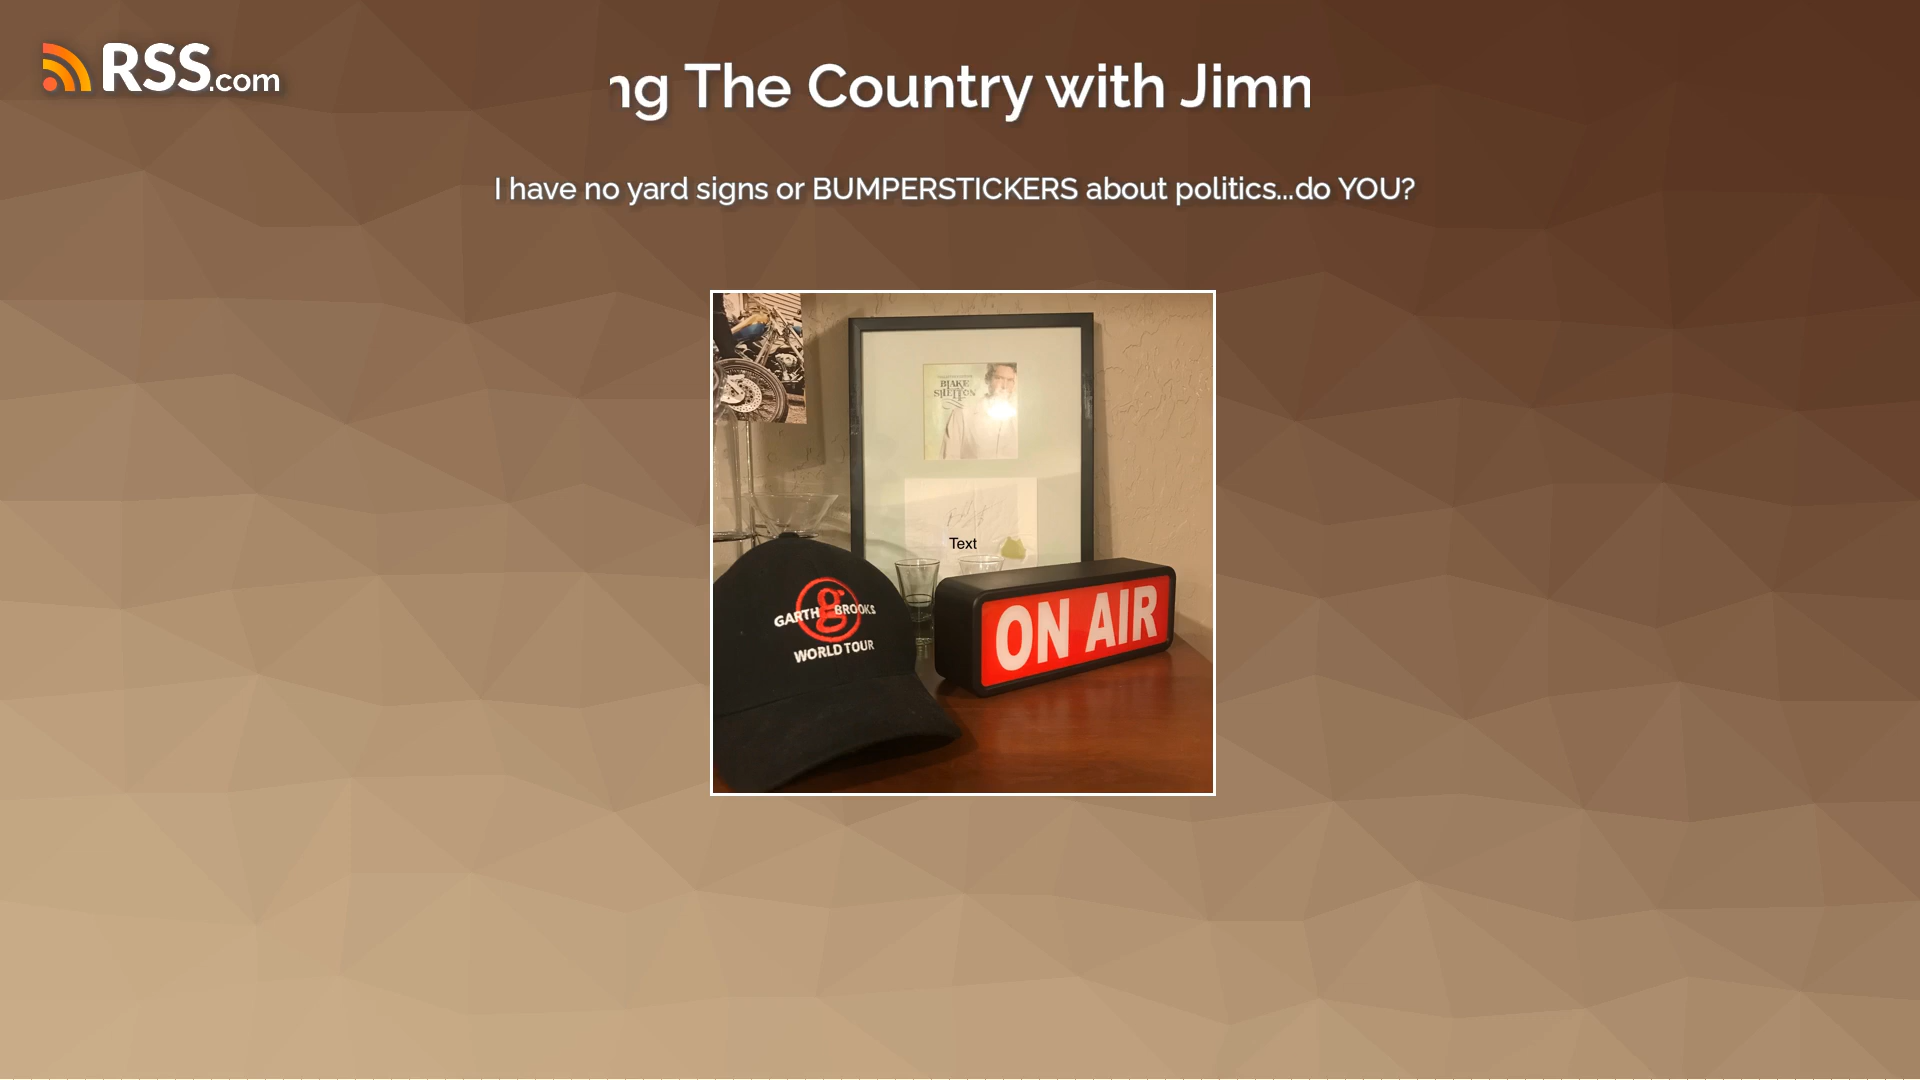 RSS.com
ng The Country with Jimn
I have no yard signs or BUMPERSTICKERS about politics...do YOU?
BLAKE
SHELTON
Text
GARTH g BROOKS
WORLD TOUR
ON AIR